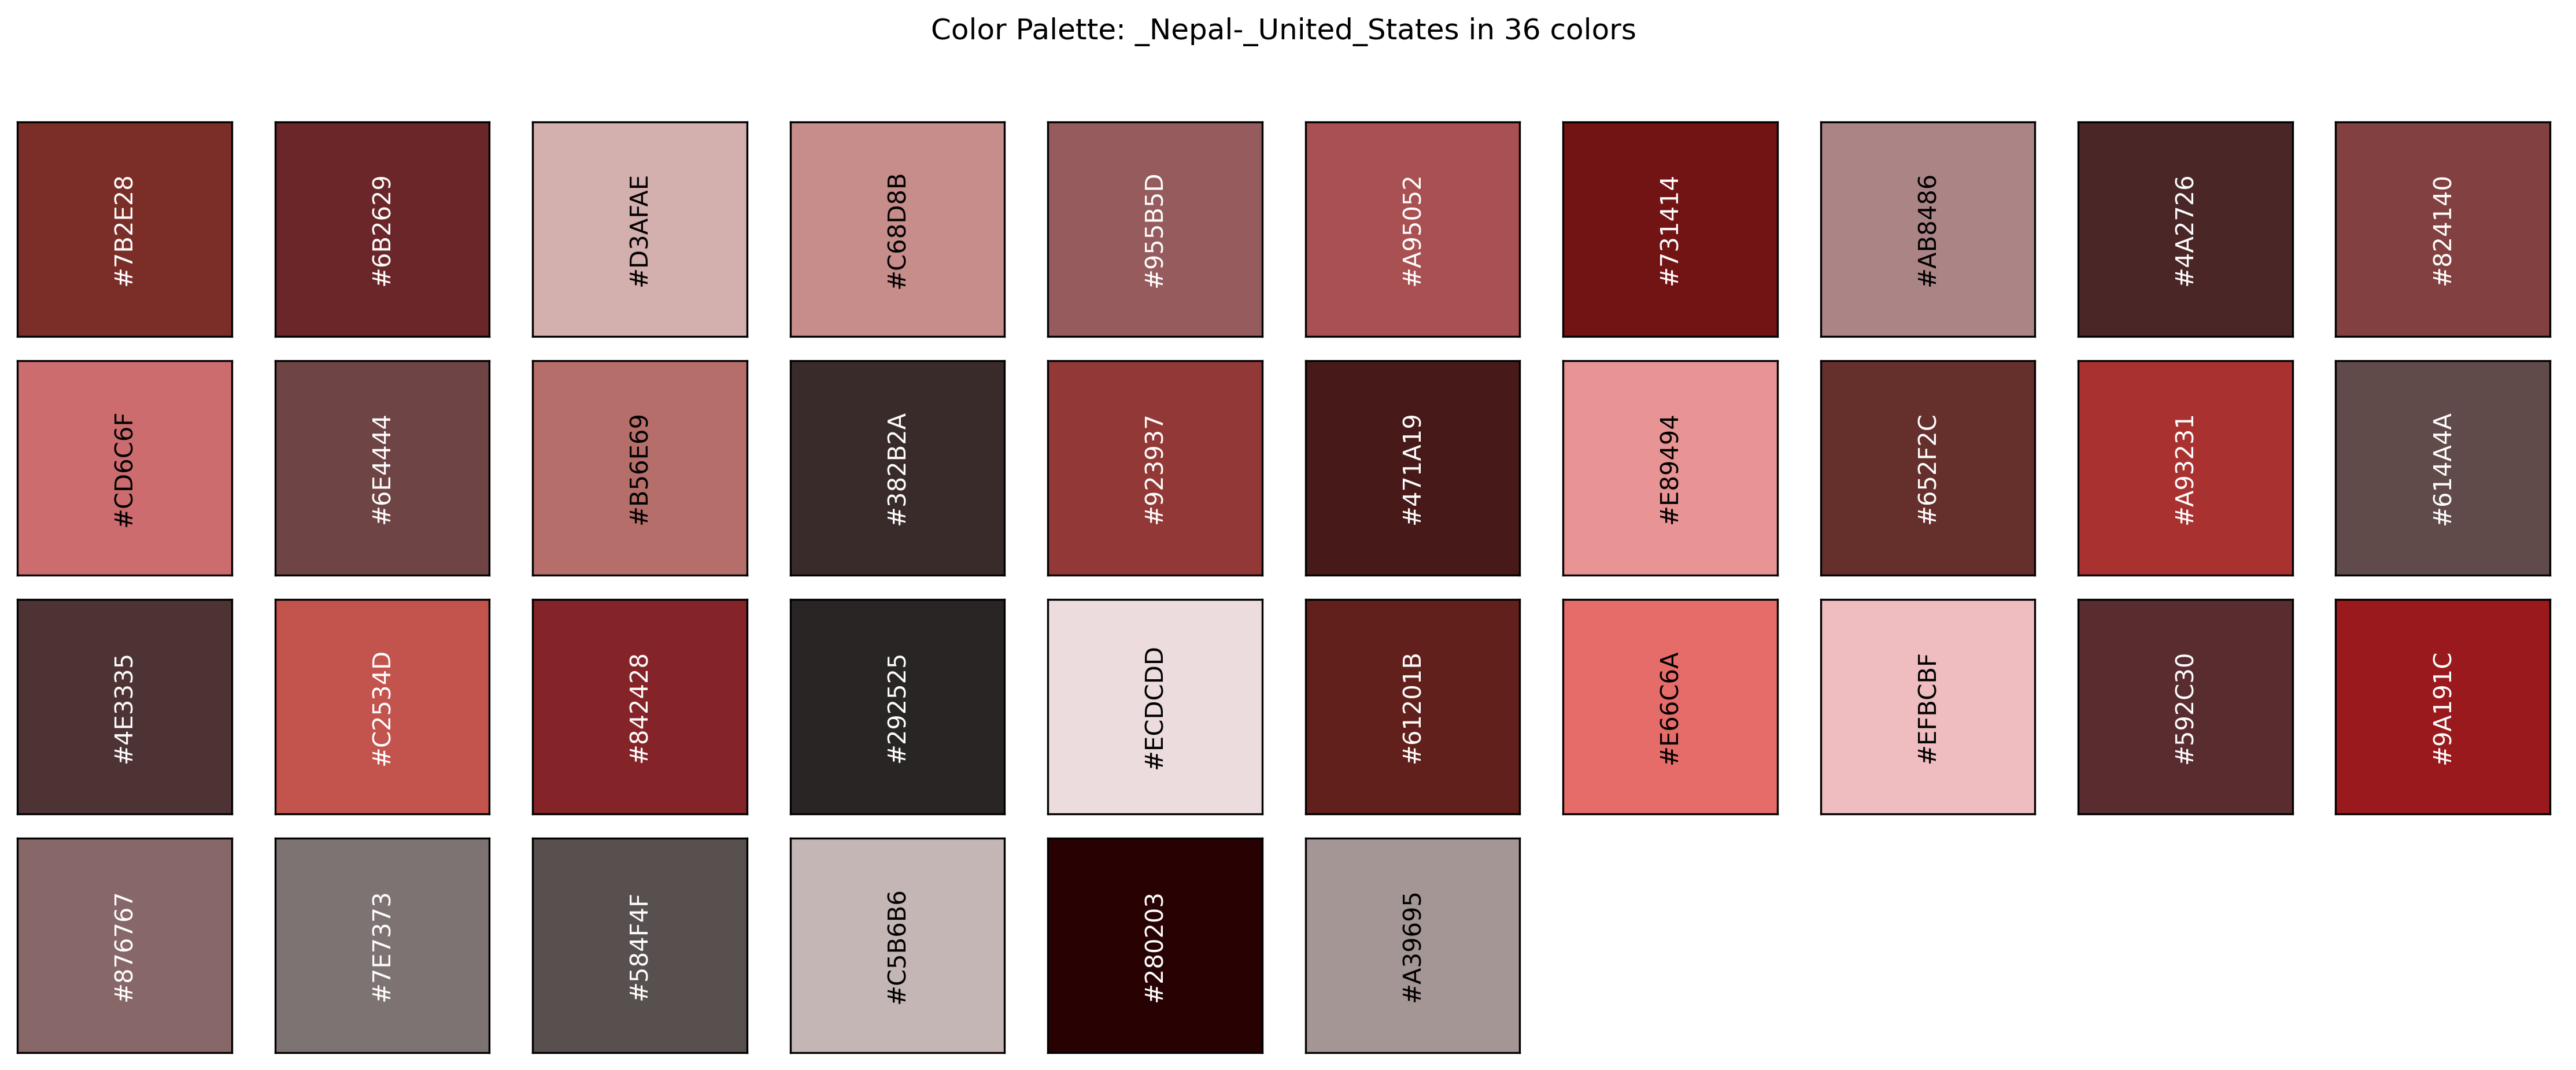 Color Palette: _Nepal-_United_States in 36 colors
#7B2E28
#6B2629
#D3AFAE
#C68D8B
#955B5D
#A95052
#731414
#AB8486
#4A2726
#824140
#CD6C6F
#6E4444
#B56E69
#382B2A
#923937
#471A19
#E89494
#652F2C
#A93231
#614A4A
#4E3335
#C2534D
#842428
#292525
#ECDCDD
#61201B
#E66C6A
#EFBCBF
#592C30
#9A191C
#876767
#7E7373
#584F4F
#C5B6B6
#280203
#A39695